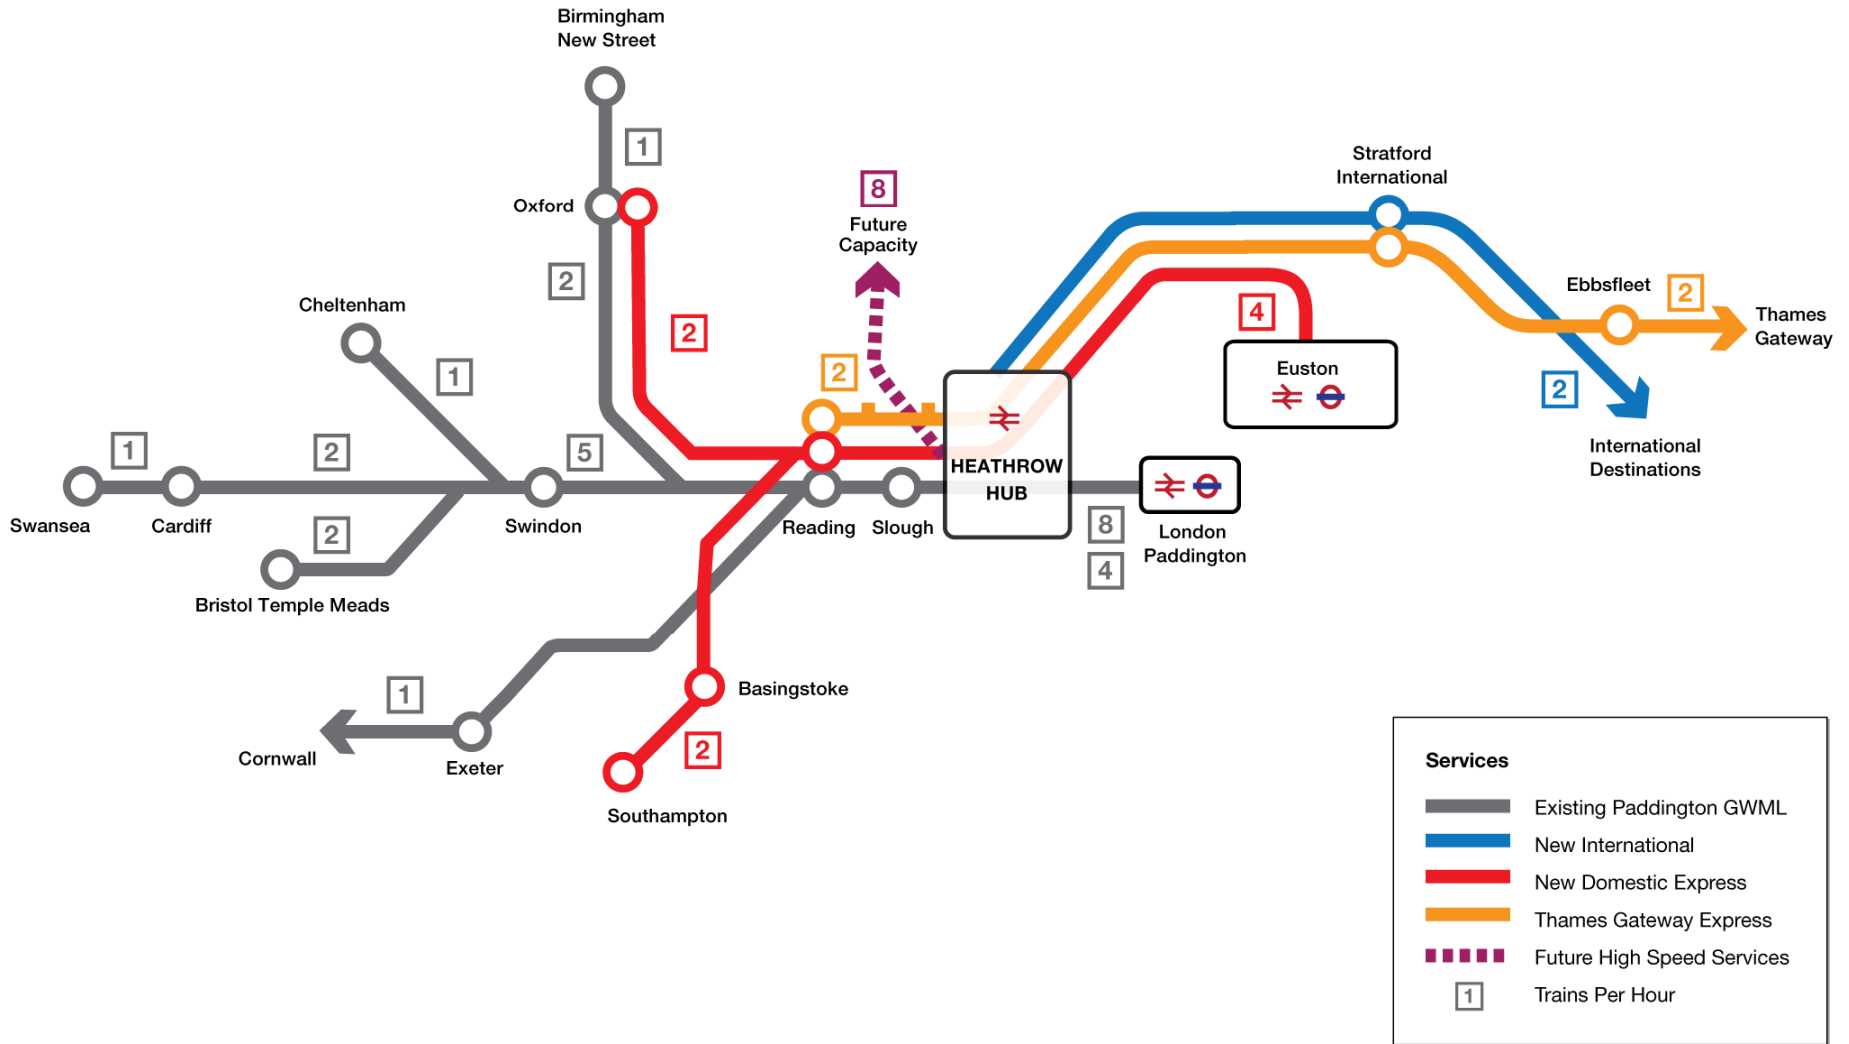 Birmingham
New Street
1
Stratford
International
8
Oxford
Future
Capacity
2
Cheltenham
Ebbsfleet
2
Thames
Gateway
4
2
1
2
Euston
2
1
2
5
International
Destinations
HEATHROW
HUB
Swansea
Cardiff
2
Swindon
Reading
Slough
8
4
London
Paddington
Bristol Temple Meads
1
Basingstoke
Cornwall
Exeter
2
Southampton
Services
Existing Paddington GWML
New International
New Domestic Express
Thames Gateway Express
Future High Speed Services
1
Trains Per Hour